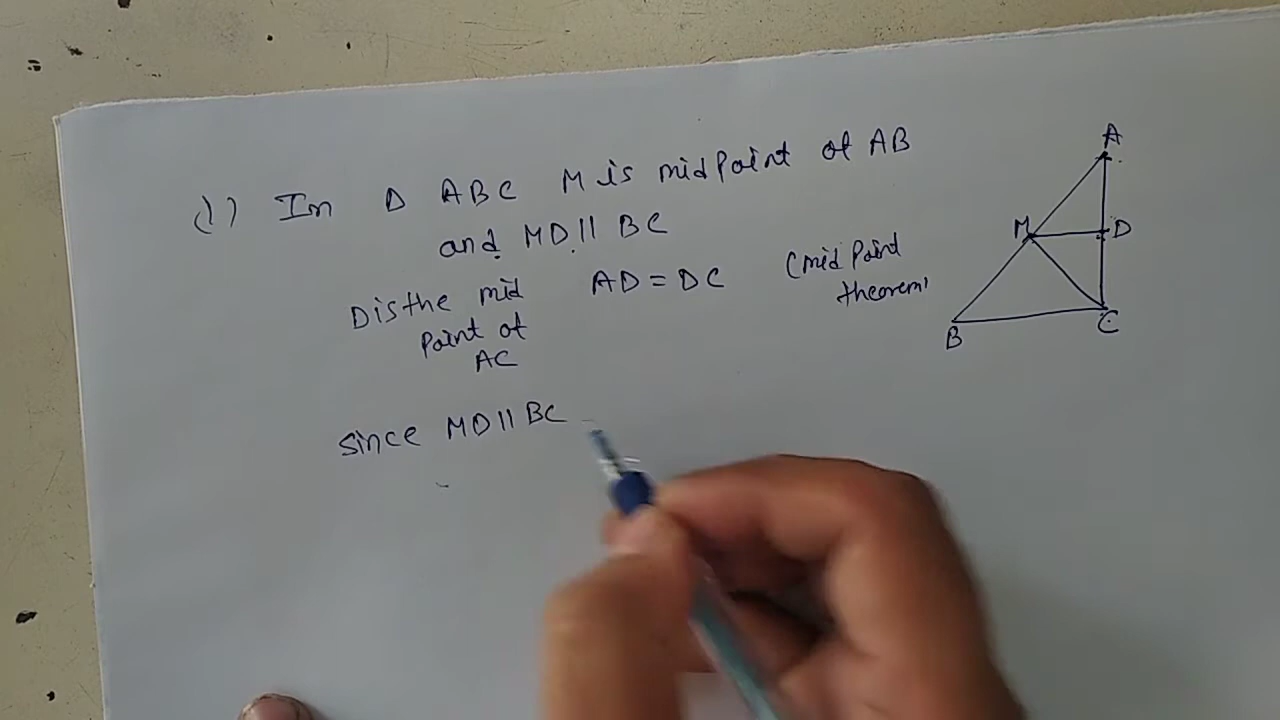 (1) In Δ ABC M is midPoint of AB
and MD || BC
D is the mid Point of AC
AD = DC
(mid Point theorem)
since MD || BC
A
M
D
B
C